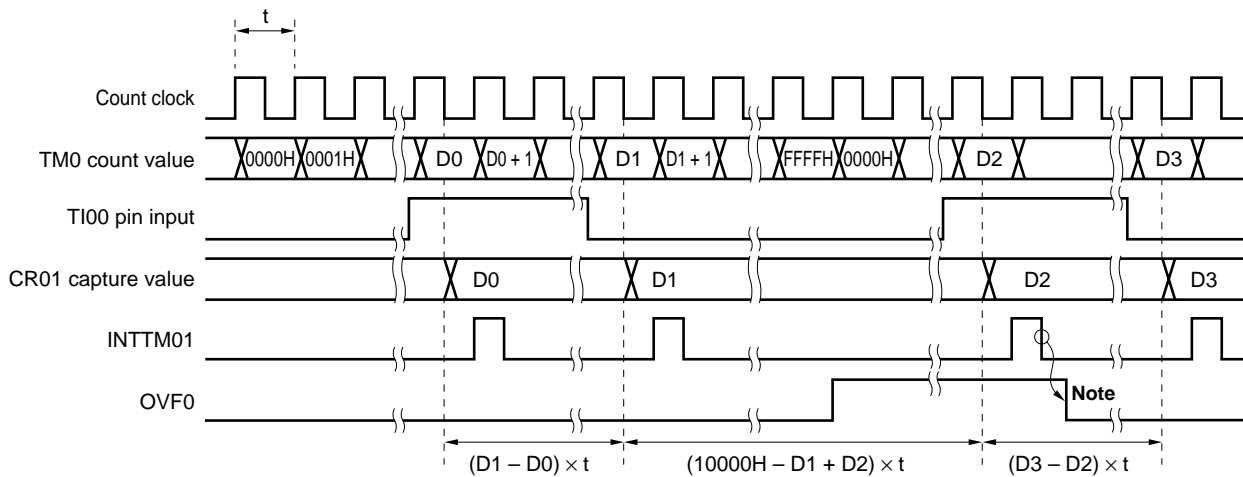 t
Count clock
TM0 count value
0000H 0001H D0 D0 + 1 D1 D1 + 1 FFFFH 0000H D2 D3
TI00 pin input
CR01 capture value
D0 D1 D2 D3
INTTM01
OVF0
Note
(D1 – D0) × t (10000H – D1 + D2) × t (D3 – D2) × t